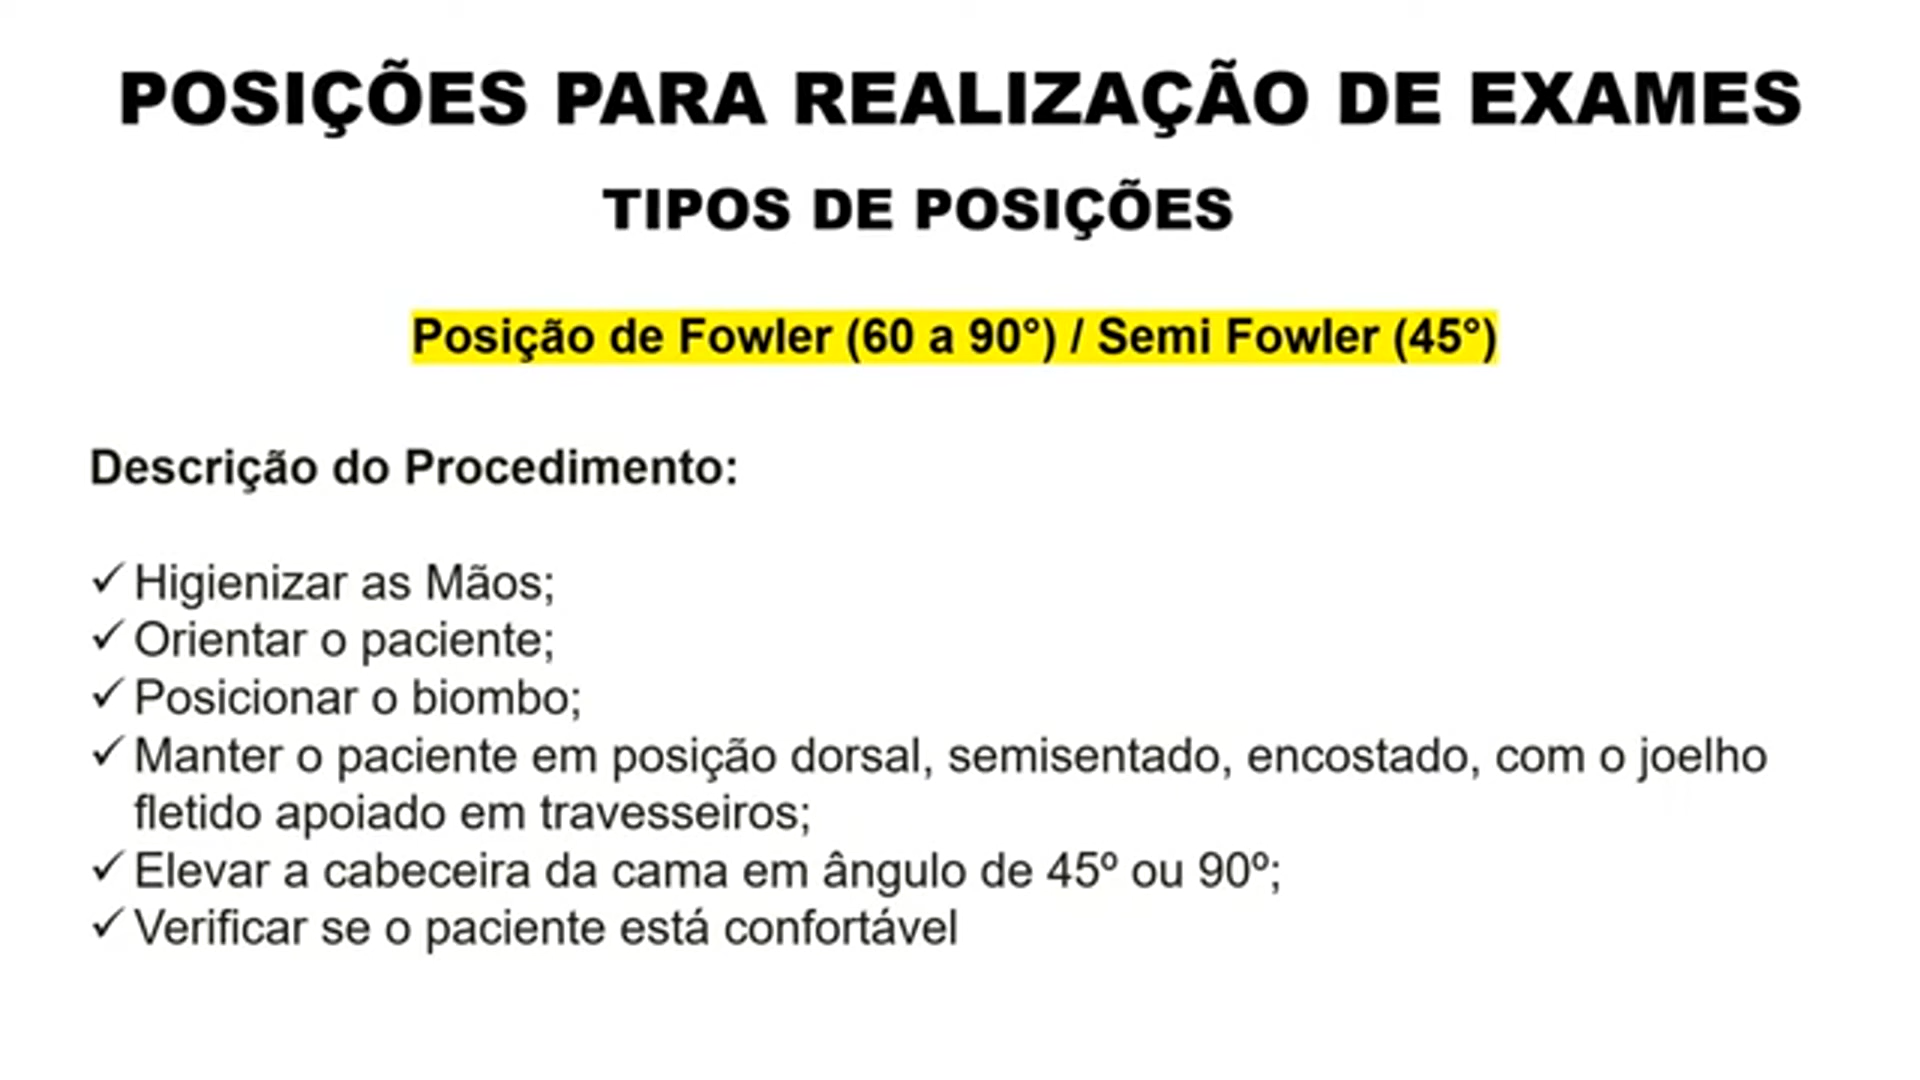 POSIÇÕES PARA REALIZAÇÃO DE EXAMES
TIPOS DE POSIÇÕES
Posição de Fowler (60 a 90°) / Semi Fowler (45°)
Descrição do Procedimento:
✓ Higienizar as Mãos;
✓ Orientar o paciente;
✓ Posicionar o biombo;
✓ Manter o paciente em posição dorsal, semisentado, encostado, com o joelho
fletido apoiado em travesseiros;
✓ Elevar a cabeceira da cama em ângulo de 45º ou 90º;
✓ Verificar se o paciente está confortável